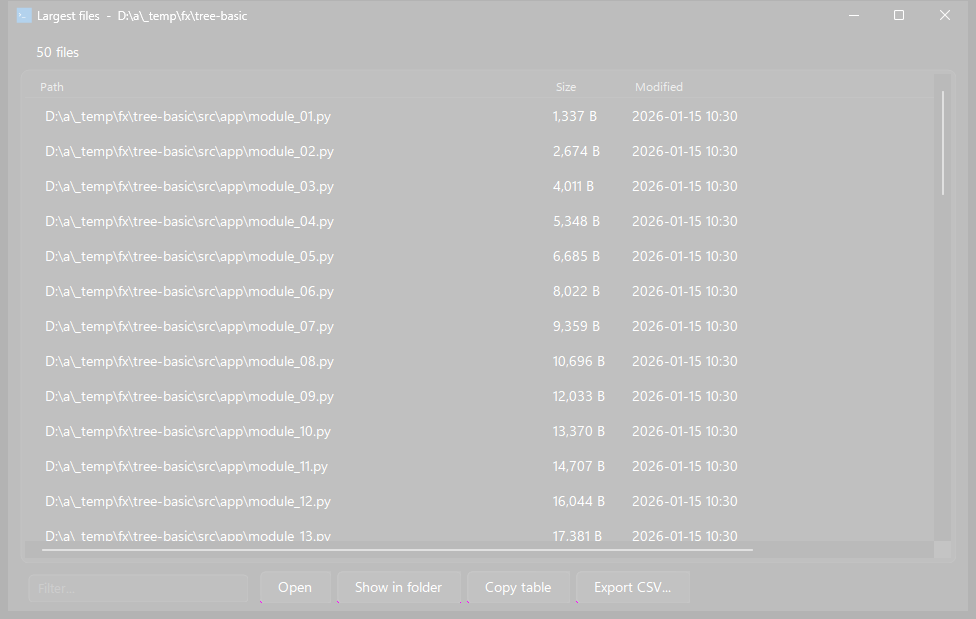 Largest files - D:\a\_temp\fx\tree-basic
50 files
Path Size Modified
D:\a\_temp\fx\tree-basic\src\app\module_01.py 1,337 B 2026-01-15 10:30
D:\a\_temp\fx\tree-basic\src\app\module_02.py 2,674 B 2026-01-15 10:30
D:\a\_temp\fx\tree-basic\src\app\module_03.py 4,011 B 2026-01-15 10:30
D:\a\_temp\fx\tree-basic\src\app\module_04.py 5,348 B 2026-01-15 10:30
D:\a\_temp\fx\tree-basic\src\app\module_05.py 6,685 B 2026-01-15 10:30
D:\a\_temp\fx\tree-basic\src\app\module_06.py 8,022 B 2026-01-15 10:30
D:\a\_temp\fx\tree-basic\src\app\module_07.py 9,359 B 2026-01-15 10:30
D:\a\_temp\fx\tree-basic\src\app\module_08.py 10,696 B 2026-01-15 10:30
D:\a\_temp\fx\tree-basic\src\app\module_09.py 12,033 B 2026-01-15 10:30
D:\a\_temp\fx\tree-basic\src\app\module_10.py 13,370 B 2026-01-15 10:30
D:\a\_temp\fx\tree-basic\src\app\module_11.py 14,707 B 2026-01-15 10:30
D:\a\_temp\fx\tree-basic\src\app\module_12.py 16,044 B 2026-01-15 10:30
D:\a\_temp\fx\tree-basic\src\app\module_13.py 17,381 B 2026-01-15 10:30
Filter... Open Show in folder Copy table Export CSV...